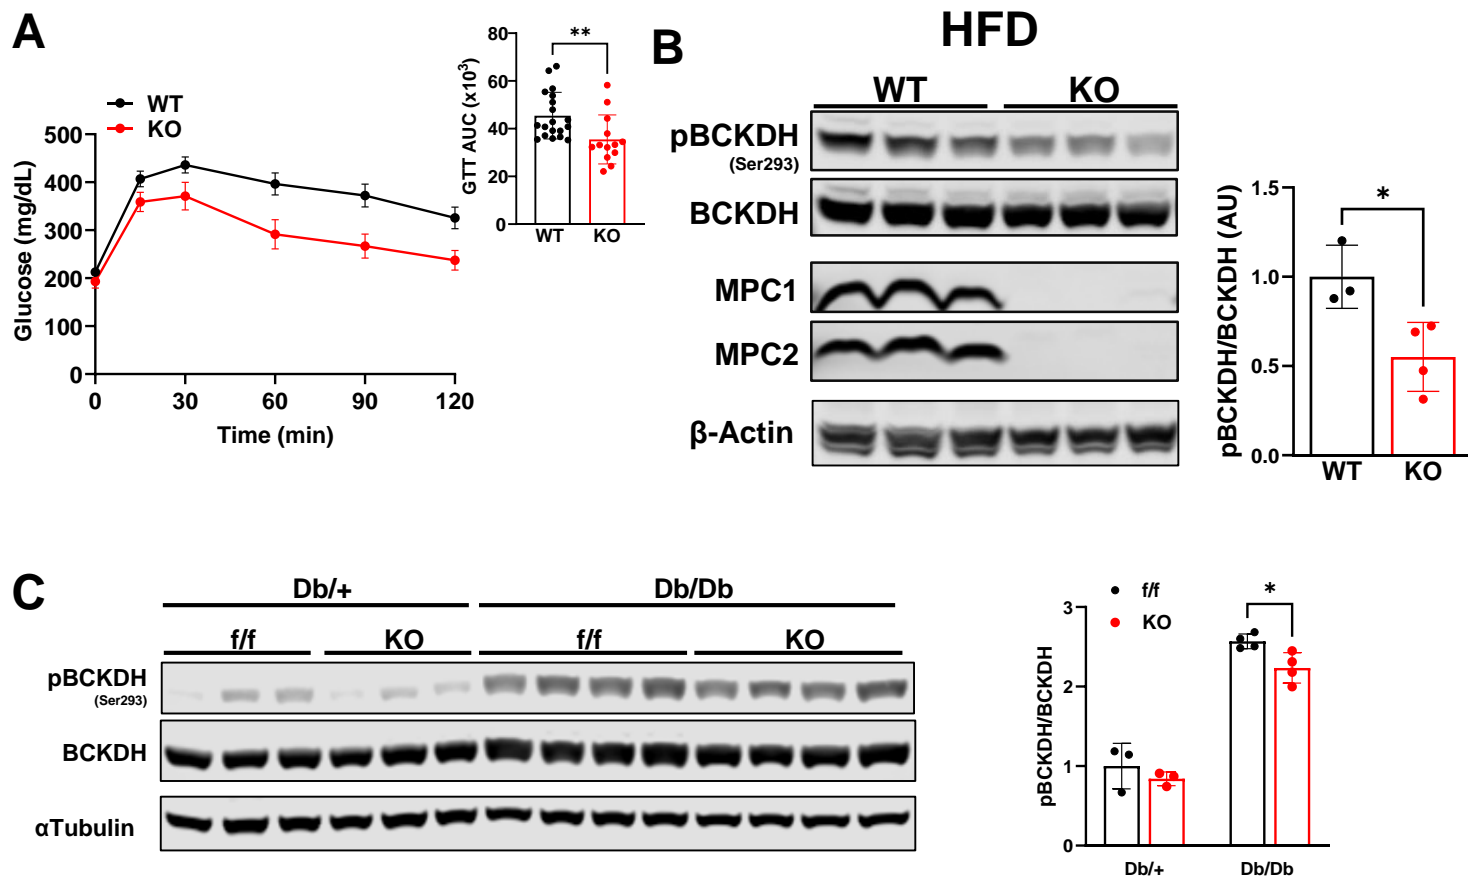 A
WT
KO
500
400
300
200
100
0
Glucose (mg/dL)
0 30 60 90 120
Time (min)
80
60
40
20
0
GTT AUC (x10³)
**
WT KO
B
HFD
WT KO
pBCKDH
(Ser293)
BCKDH
MPC1
MPC2
β-Actin
1.5
1.0
0.5
0.0
pBCKDH/BCKDH (AU)
*
WT KO
C
Db/+ Db/Db
f/f KO f/f KO
pBCKDH
(Ser293)
BCKDH
αTubulin
f/f
KO
3
2
1
0
pBCKDH/BCKDH
*
Db/+ Db/Db